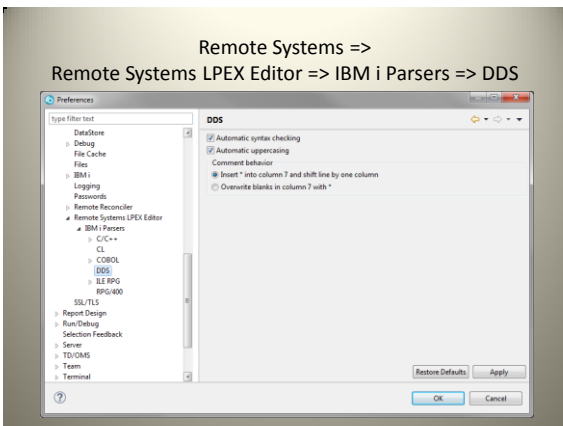 Remote Systems =>
Remote Systems LPEX Editor => IBM i Parsers => DDS
Preferences
type filter text
DataStore
Debug
File Cache
Files
IBM i
Logging
Passwords
Remote Reconciler
Remote Systems LPEX Editor
IBM i Parsers
C/C++
CL
COBOL
DDS
ILE RPG
RPG/400
SSL/TLS
Report Design
Run/Debug
Selection Feedback
Server
TD/OMS
Team
Terminal
DDS
Automatic syntax checking
Automatic uppercasing
Comment behavior
Insert * into column 7 and shift line by one column
Overwrite blanks in column 7 with *
Restore Defaults Apply
OK Cancel